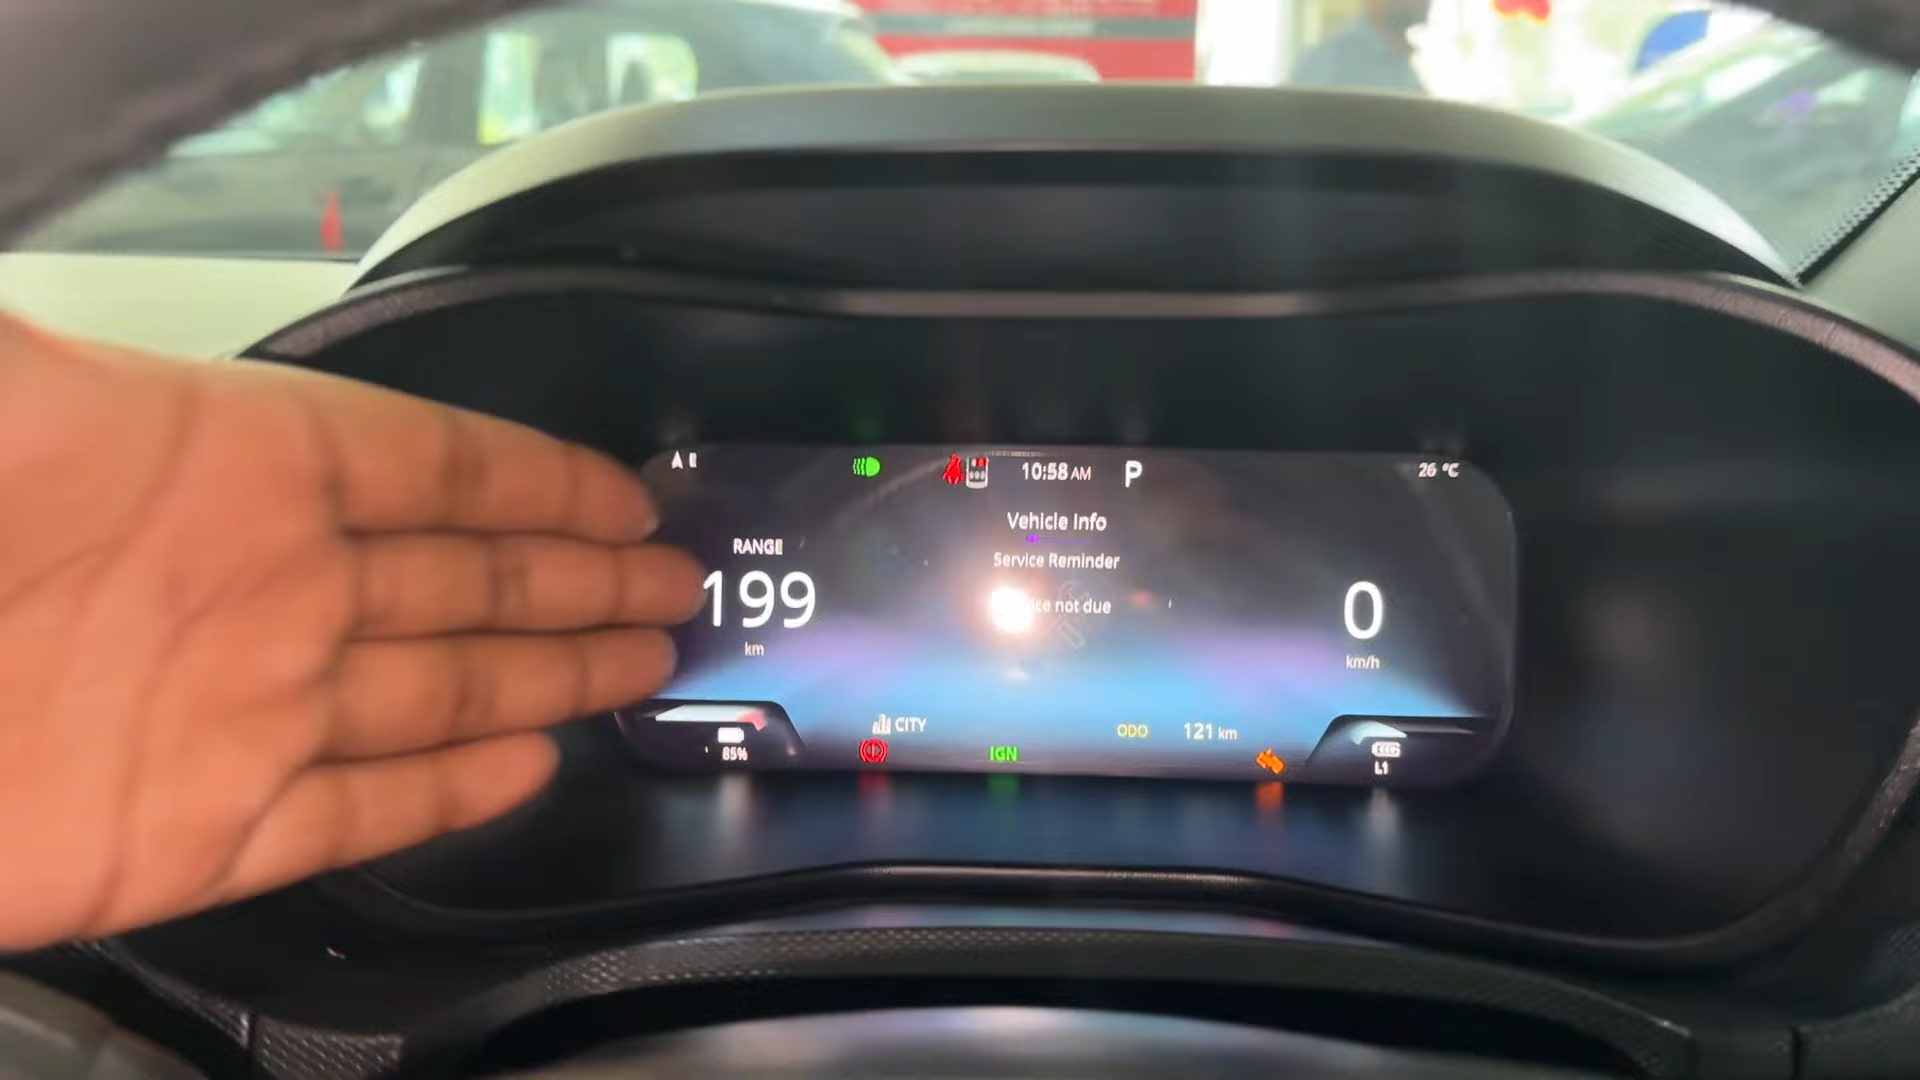 10:58 AM
P
26 °C
Vehicle Info
RANGE
Service Reminder
199
not due
0
km
km/h
CITY
ODO 121 km
85%
IGN
L1